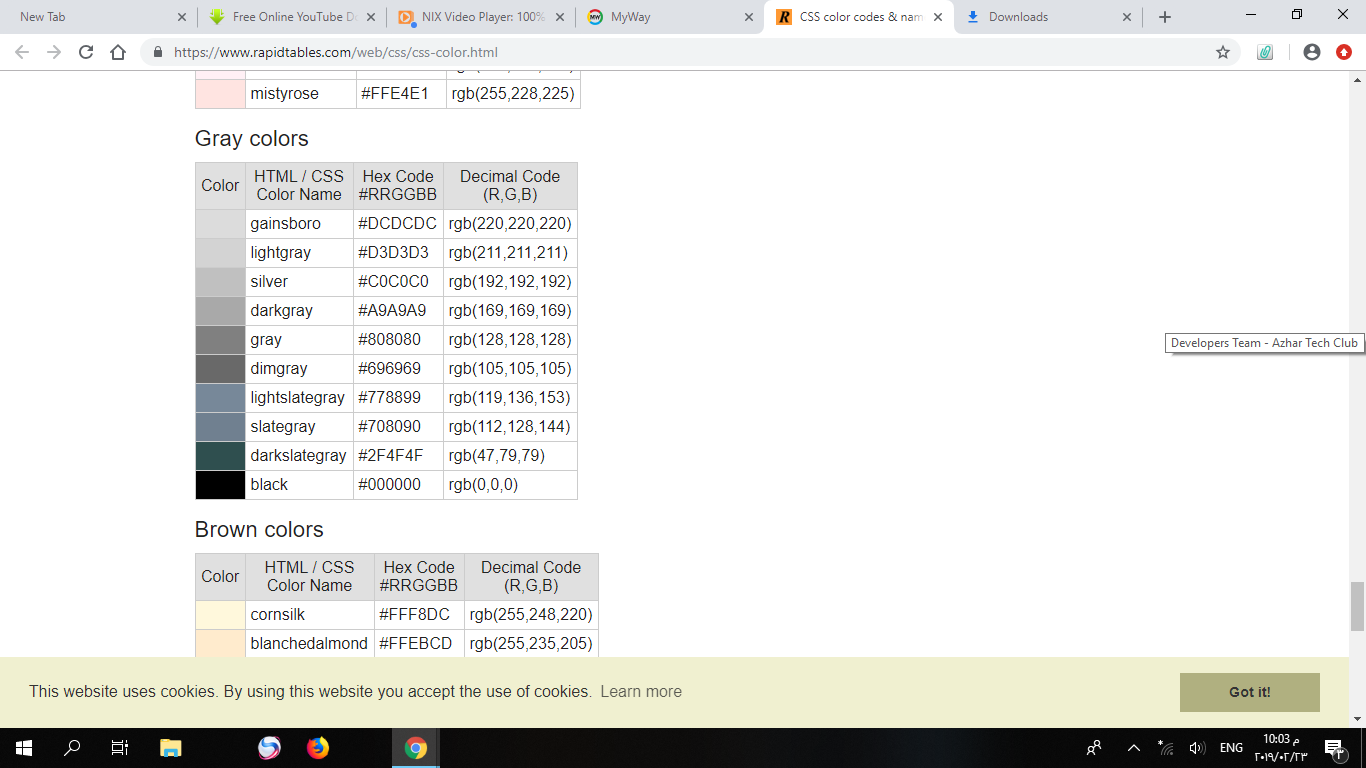 New Tab
Free Online YouTube D
NIX Video Player: 100%
MyWay
CSS color codes & nam
Downloads
https://www.rapidtables.com/web/css/css-color.html
mistyrose #FFE4E1 rgb(255,228,225)
Gray colors
Color HTML / CSS Color Name Hex Code #RRGGBB Decimal Code (R,G,B)
gainsboro #DCDCDC rgb(220,220,220)
lightgray #D3D3D3 rgb(211,211,211)
silver #C0C0C0 rgb(192,192,192)
darkgray #A9A9A9 rgb(169,169,169)
gray #808080 rgb(128,128,128)
Developers Team - Azhar Tech Club
dimgray #696969 rgb(105,105,105)
lightslategray #778899 rgb(119,136,153)
slategray #708090 rgb(112,128,144)
darkslategray #2F4F4F rgb(47,79,79)
black #000000 rgb(0,0,0)
Brown colors
Color HTML / CSS Color Name Hex Code #RRGGBB Decimal Code (R,G,B)
cornsilk #FFF8DC rgb(255,248,220)
blanchedalmond #FFEBCD rgb(255,235,205)
This website uses cookies. By using this website you accept the use of cookies. Learn more
Got it!
ENG
10:03 م
٢٠١٩/٠٢/٢٣
٣